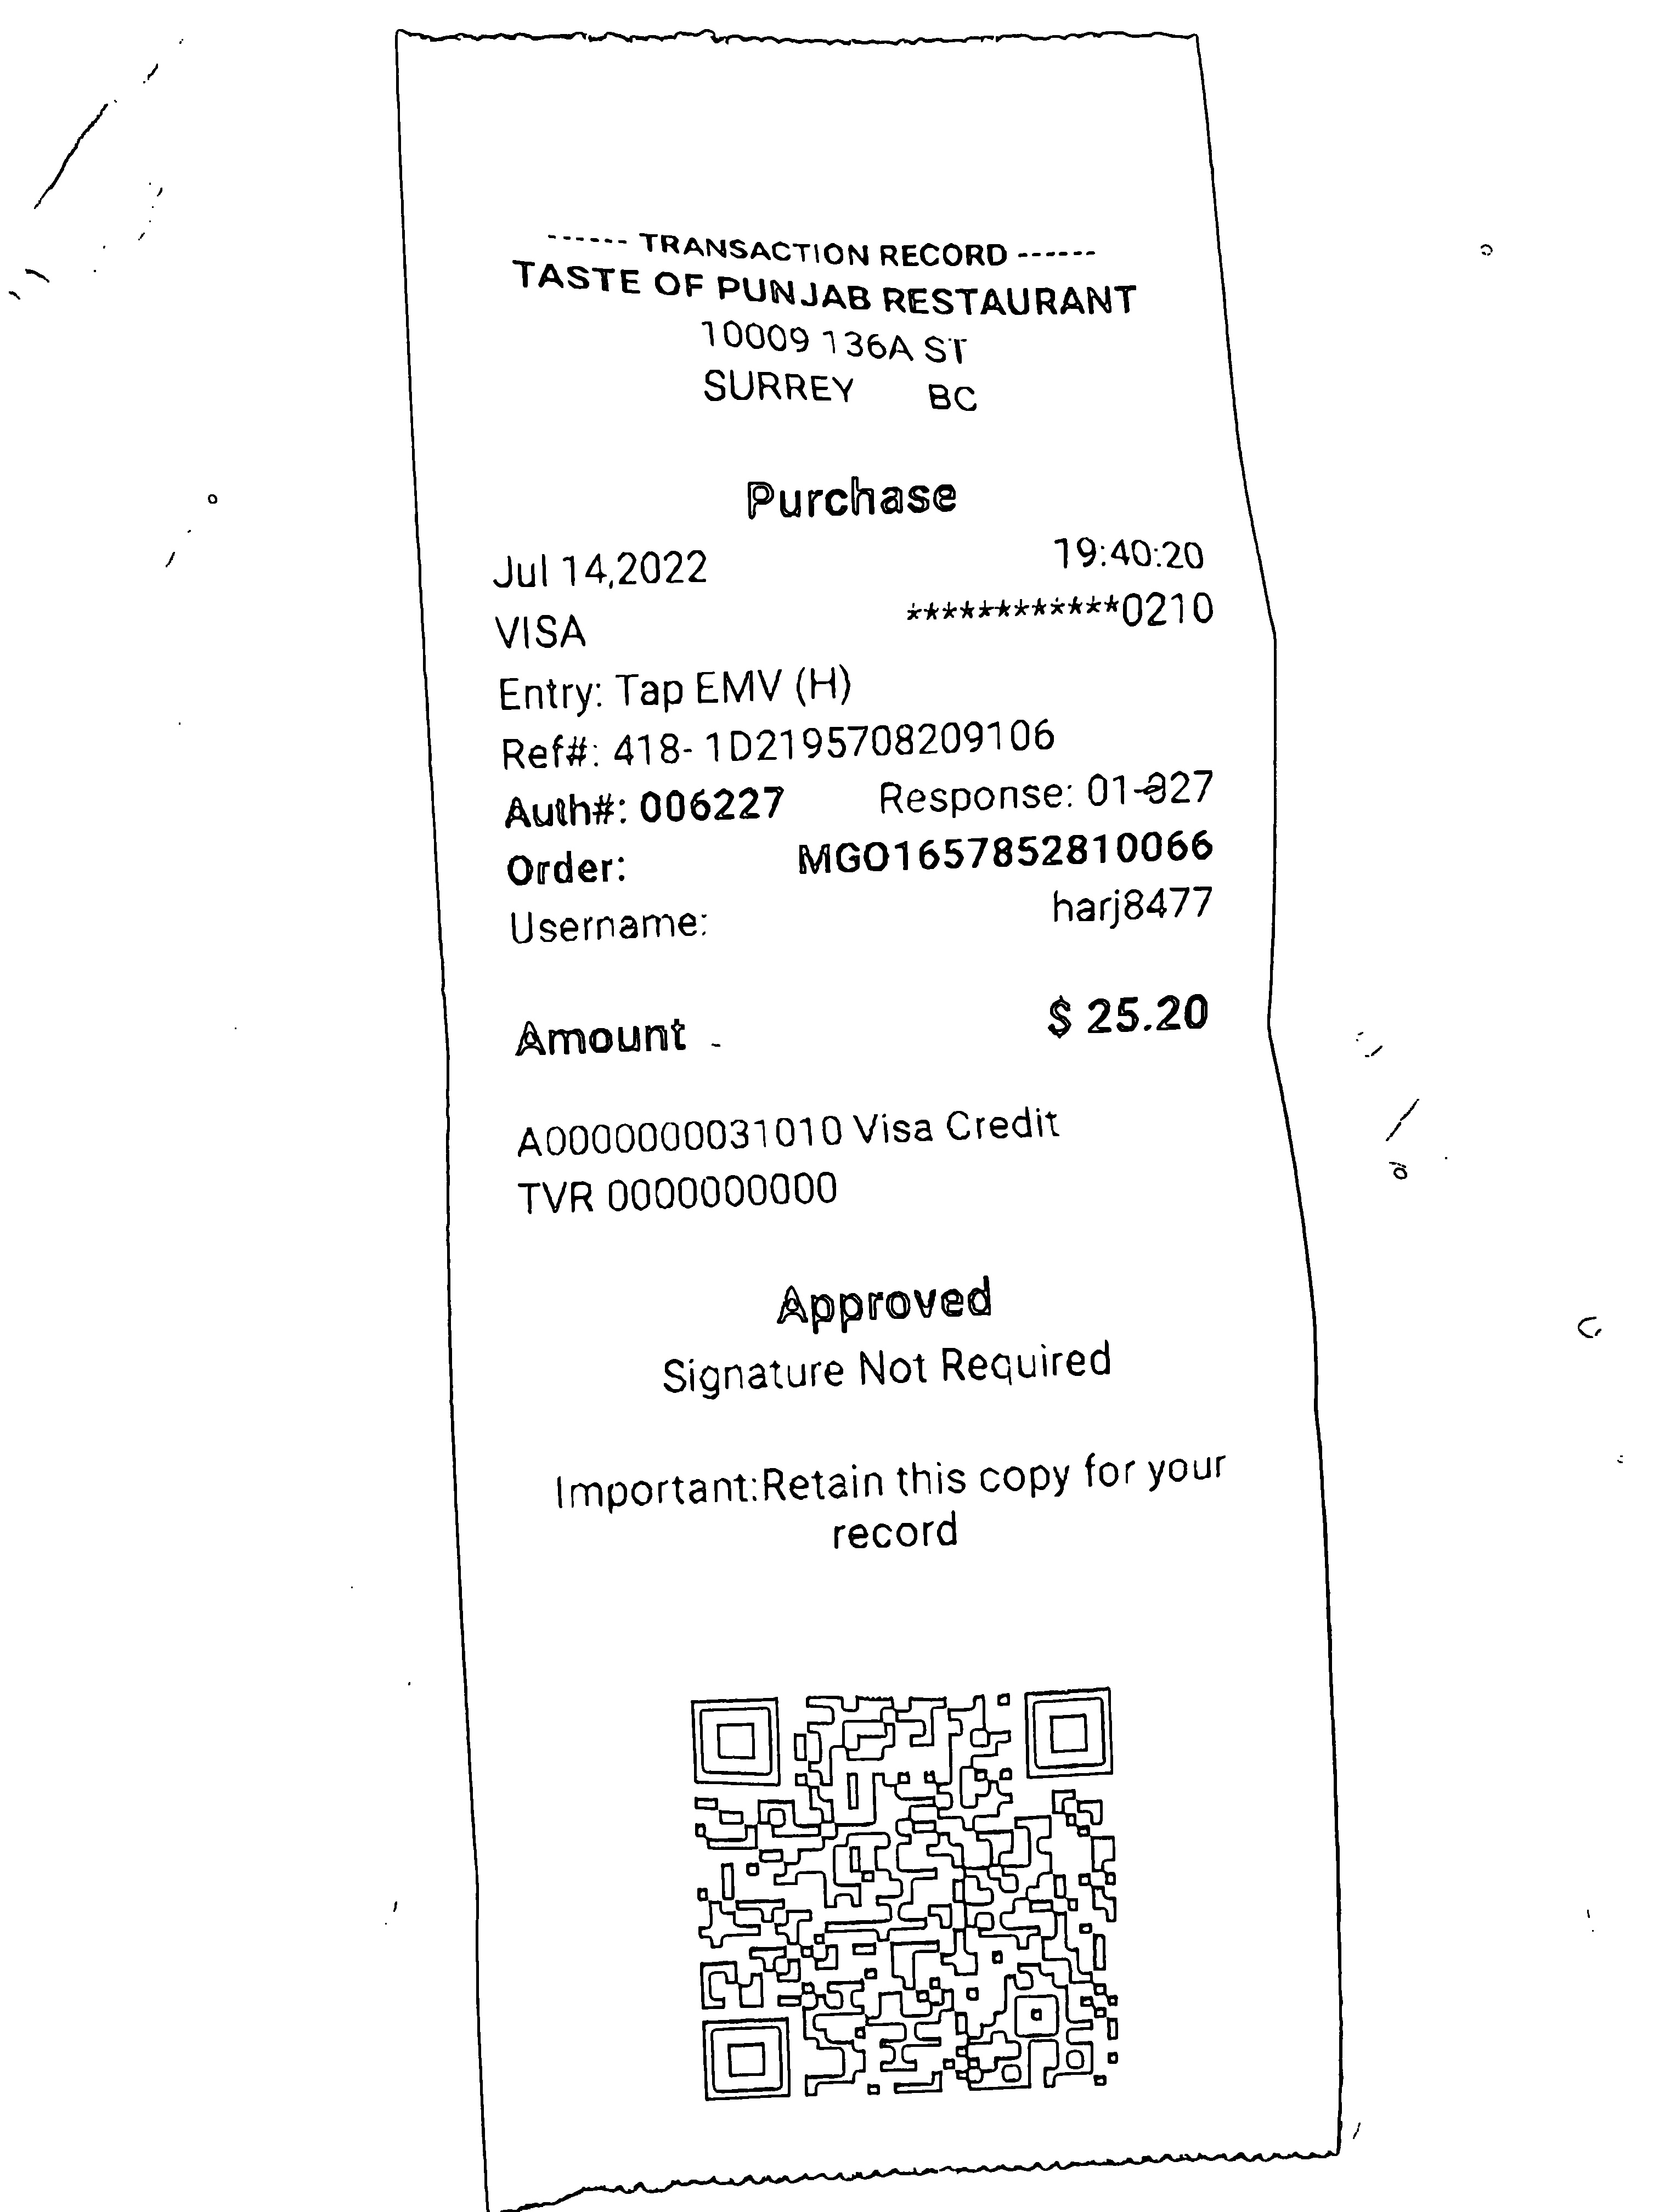 ------ TRANSACTION RECORD ------
TASTE OF PUNJAB RESTAURANT
10009 136A ST
SURREY BC
Purchase
Jul 14,2022 19:40:20
VISA ************0210
Entry: Tap EMV (H)
Ref#: 418- 1D2195708209106
Auth#: 006227 Response: 01-327
Order: MGO1657852810066
Username: harj8477
Amount $ 25.20
A0000000031010 Visa Credit
TVR 0000000000
Approved
Signature Not Required
Important:Retain this copy for your
record